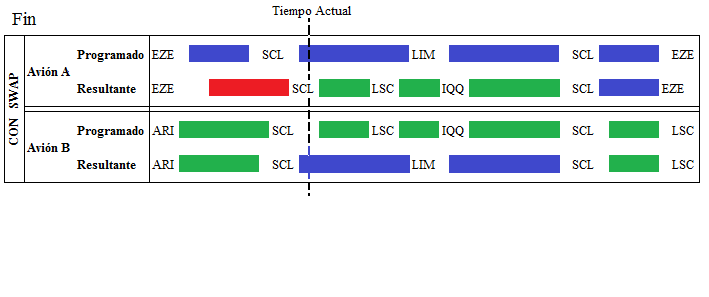 Tiempo Actual
Fin
CON SWAP
Avión A
Programado EZE SCL LIM SCL EZE
Resultante EZE SCL LSC IQQ SCL EZE
Avión B
Programado ARI SCL LSC IQQ SCL LSC
Resultante ARI SCL LIM SCL LSC